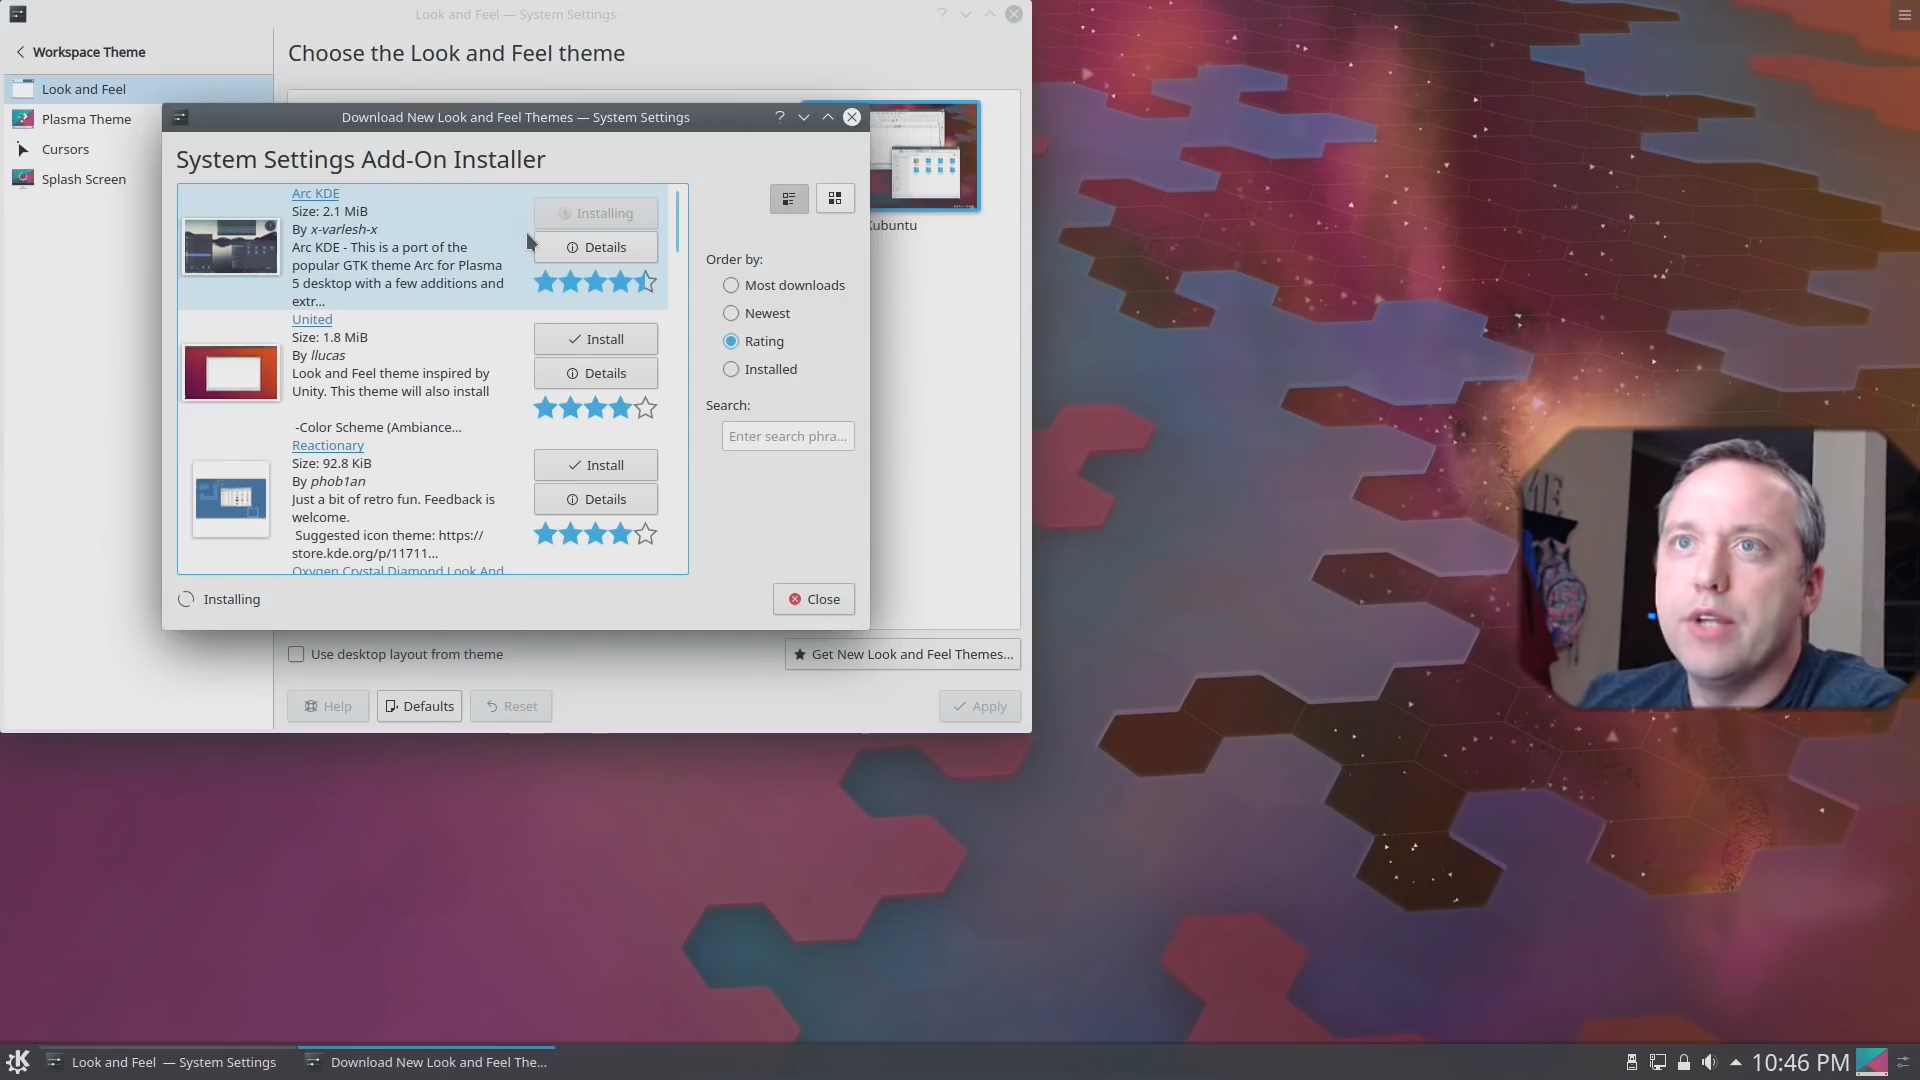 Look and Feel — System Settings
Workspace Theme
Choose the Look and Feel theme
Look and Feel
Plasma Theme
Cursors
Splash Screen
Download New Look and Feel Themes — System Settings
System Settings Add-On Installer
Arc KDE
Size: 2.1 MiB
By x-varlesh-x
Arc KDE - This is a port of the
popular GTK theme Arc for Plasma
5 desktop with a few additions and
extr...
Installing
Details
United
Size: 1.8 MiB
By llucas
Look and Feel theme inspired by
Unity. This theme will also install
-Color Scheme (Ambiance...
Install
Details
Reactionary
Size: 92.8 KiB
By phob1an
Just a bit of retro fun. Feedback is
welcome.
Suggested icon theme: https://
store.kde.org/p/11711...
Install
Details
Oxygen Crystal Diamond Look And
Order by:
Most downloads
Newest
Rating
Installed
Search:
Enter search phra...
Installing
Close
Kubuntu
Use desktop layout from theme
Get New Look and Feel Themes...
Help
Defaults
Reset
Apply
Look and Feel — System Settings
Download New Look and Feel The...
10:46 PM